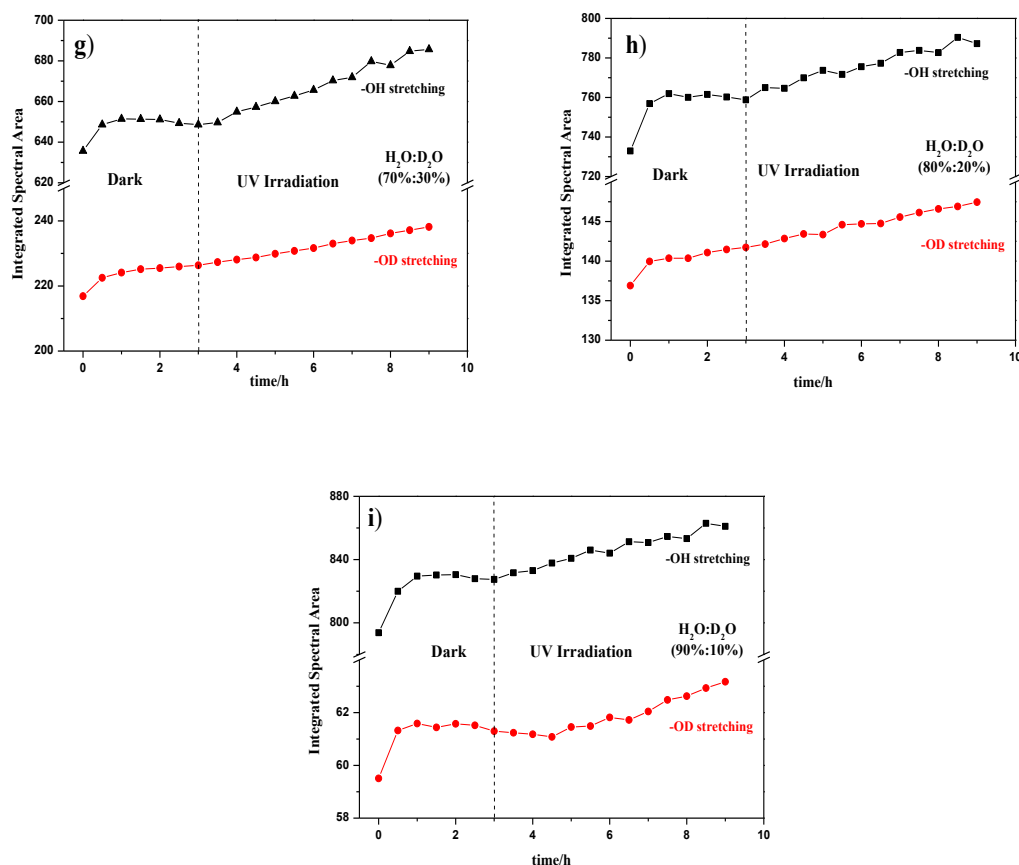 g)
Integrated Spectral Area
700
680
660
640
620
240
220
200
-OH stretching
H₂O:D₂O
(70%:30%)
Dark
UV Irradiation
-OD stretching
0
2
4
6
8
10
time/h
h)
Integrated Spectral Area
800
780
760
740
720
145
140
135
130
-OH stretching
H₂O:D₂O
(80%:20%)
Dark
UV Irradiation
-OD stretching
0
2
4
6
8
10
time/h
i)
Integrated Spectral Area
880
840
800
62
60
58
-OH stretching
H₂O:D₂O
(90%:10%)
Dark
UV Irradiation
-OD stretching
0
2
4
6
8
10
time/h